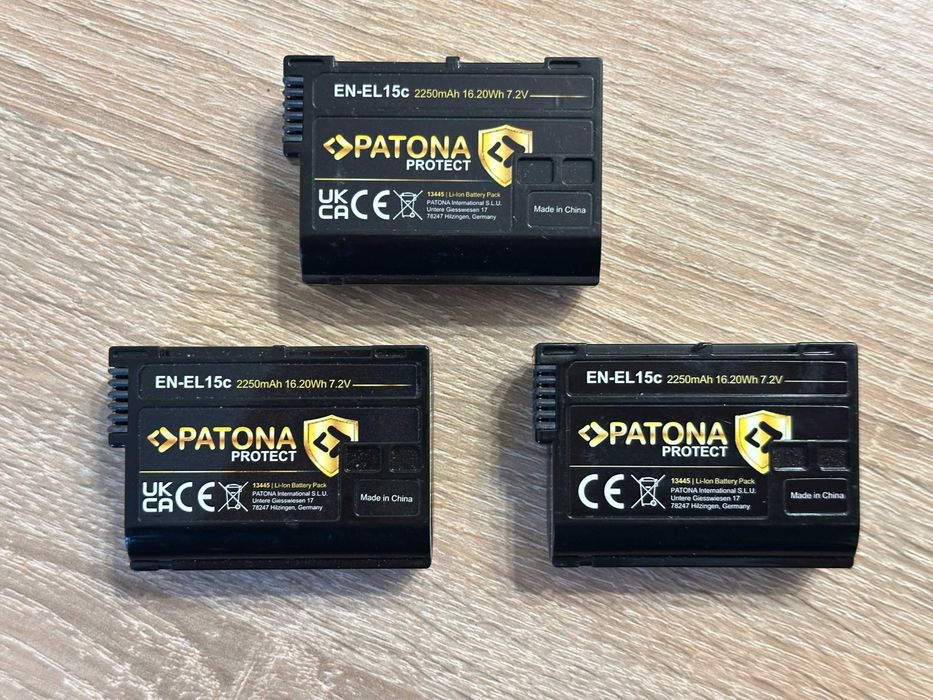 EN-EL15c 2250mAh 16.20Wh 7.2V
PATONA
PROTECT
UK
CA CE
13445 | Li-Ion Battery Pack
PATONA International S.L.U.
Untere Giesswiesen 17
78247 Hilzingen, Germany
Made in China
EN-EL15c 2250mAh 16.20Wh 7.2V
PATONA
PROTECT
UK
CA CE
13445 | Li-Ion Battery Pack
PATONA International S.L.U.
Untere Giesswiesen 17
78247 Hilzingen, Germany
Made in China
EN-EL15c 2250mAh 16.20Wh 7.2V
PATONA
PROTECT
CE
13445 | Li-Ion Battery Pack
PATONA International S.L.U.
Untere Giesswiesen 17
78247 Hilzingen, Germany
Made in China